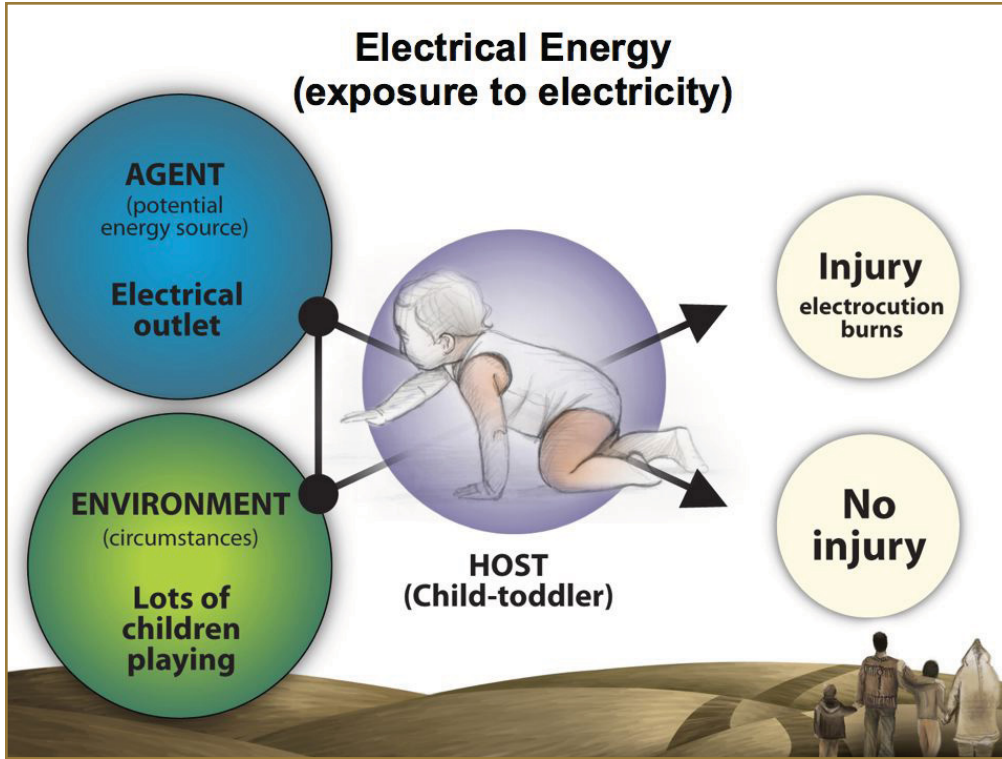 Electrical Energy
(exposure to electricity)
AGENT
(potential
energy source)
Electrical
outlet
ENVIRONMENT
(circumstances)
Lots of
children
playing
HOST
(Child-toddler)
Injury
electrocution
burns
No
injury